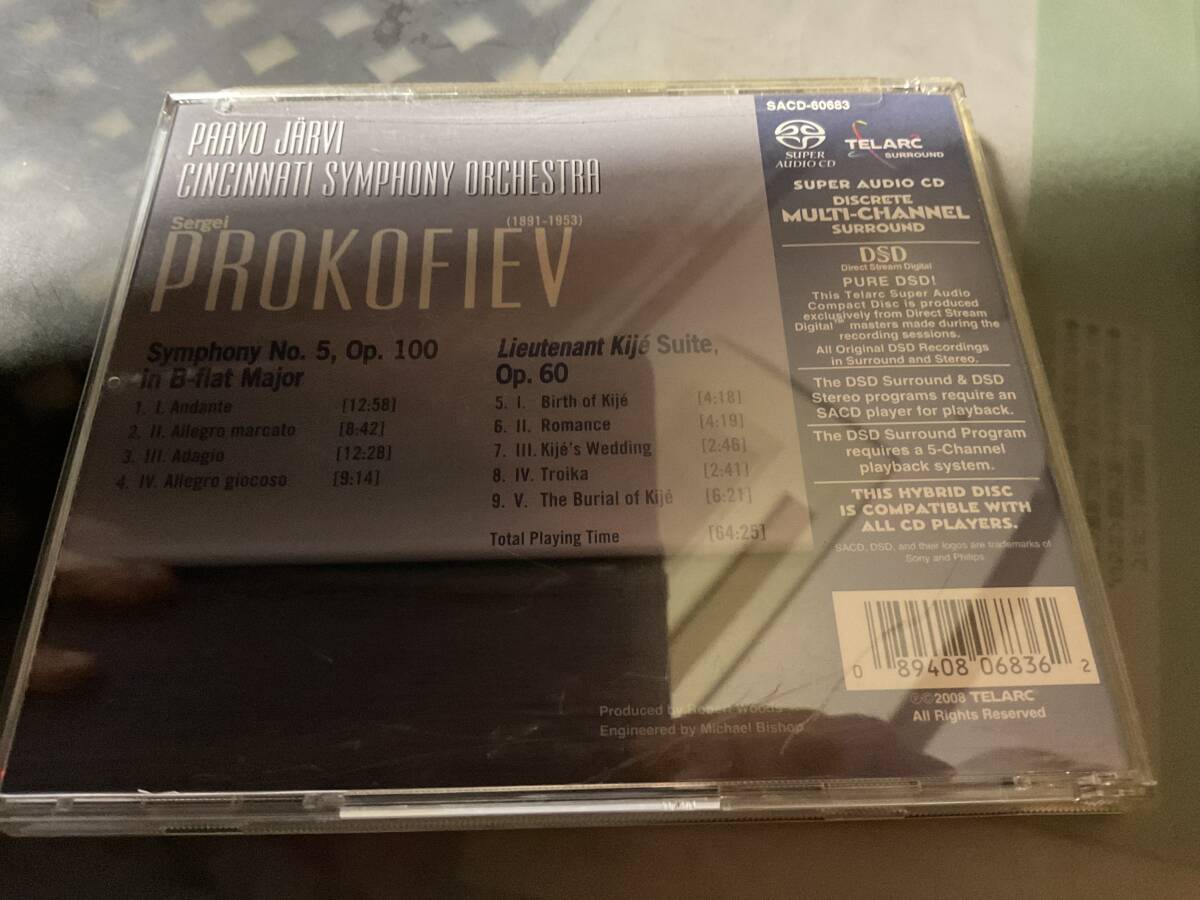 PAAVO JÄRVI
CINCINNATI SYMPHONY ORCHESTRA
Sergei
(1891-1953)
PROKOFIEV
Symphony No. 5, Op. 100
in B-flat Major
1. I. Andante [12:58]
2. II. Allegro marcato [8:42]
3. III. Adagio [12:28]
4. IV. Allegro giocoso [9:14]
Lieutenant Kijé Suite,
Op. 60
5. I. Birth of Kijé [4:18]
6. II. Romance [4:19]
7. III. Kijé's Wedding [2:46]
8. IV. Troika [2:41]
9. V. The Burial of Kijé [6:21]
Total Playing Time [64:25]
Produced by Robert Woods
Engineered by Michael Bishop
SACD-60683
SUPER
AUDIO CD
TELARC
SURROUND
SUPER AUDIO CD
DISCRETE
MULTI-CHANNEL
SURROUND
DSD
Direct Stream Digital
PURE DSD!
This Telarc Super Audio
Compact Disc is produced
exclusively from Direct Stream
Digital™ masters made during the
recording sessions.
All Original DSD Recordings
in Surround and Stereo.
The DSD Surround & DSD
Stereo programs require an
SACD player for playback.
The DSD Surround Program
requires a 5-Channel
playback system.
THIS HYBRID DISC
IS COMPATIBLE WITH
ALL CD PLAYERS.
SACD, DSD, and their logos are trademarks of
Sony and Philips
0 89408 06836 2
℗©2008 TELARC
All Rights Reserved